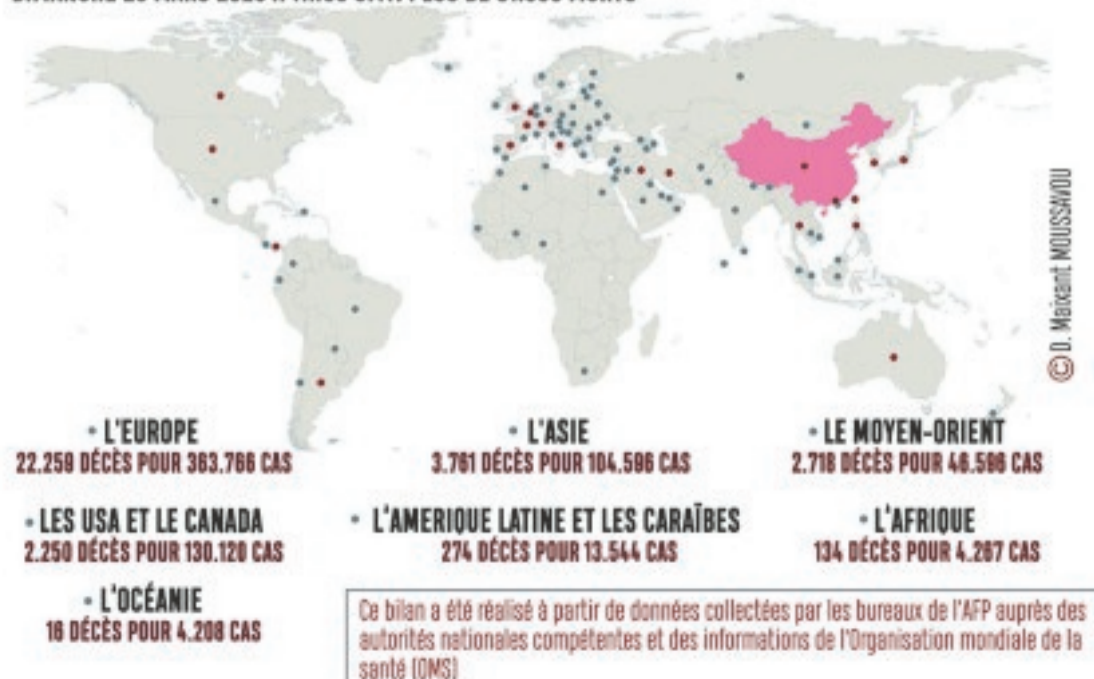 © D. Maixant MOUSSAVOU
• L'EUROPE
22.259 DÉCÈS POUR 363.766 CAS
• L'ASIE
3.761 DÉCÈS POUR 104.596 CAS
• LE MOYEN-ORIENT
2.718 DÉCÈS POUR 46.596 CAS
• LES USA ET LE CANADA
2.250 DÉCÈS POUR 130.120 CAS
• L'AMERIQUE LATINE ET LES CARAÏBES
274 DÉCÈS POUR 13.544 CAS
• L'AFRIQUE
134 DÉCÈS POUR 4.267 CAS
• L'OCÉANIE
16 DÉCÈS POUR 4.208 CAS
Ce bilan a été réalisé à partir de données collectées par les bureaux de l'AFP auprès des
autorités nationales compétentes et des informations de l'Organisation mondiale de la
santé (OMS)